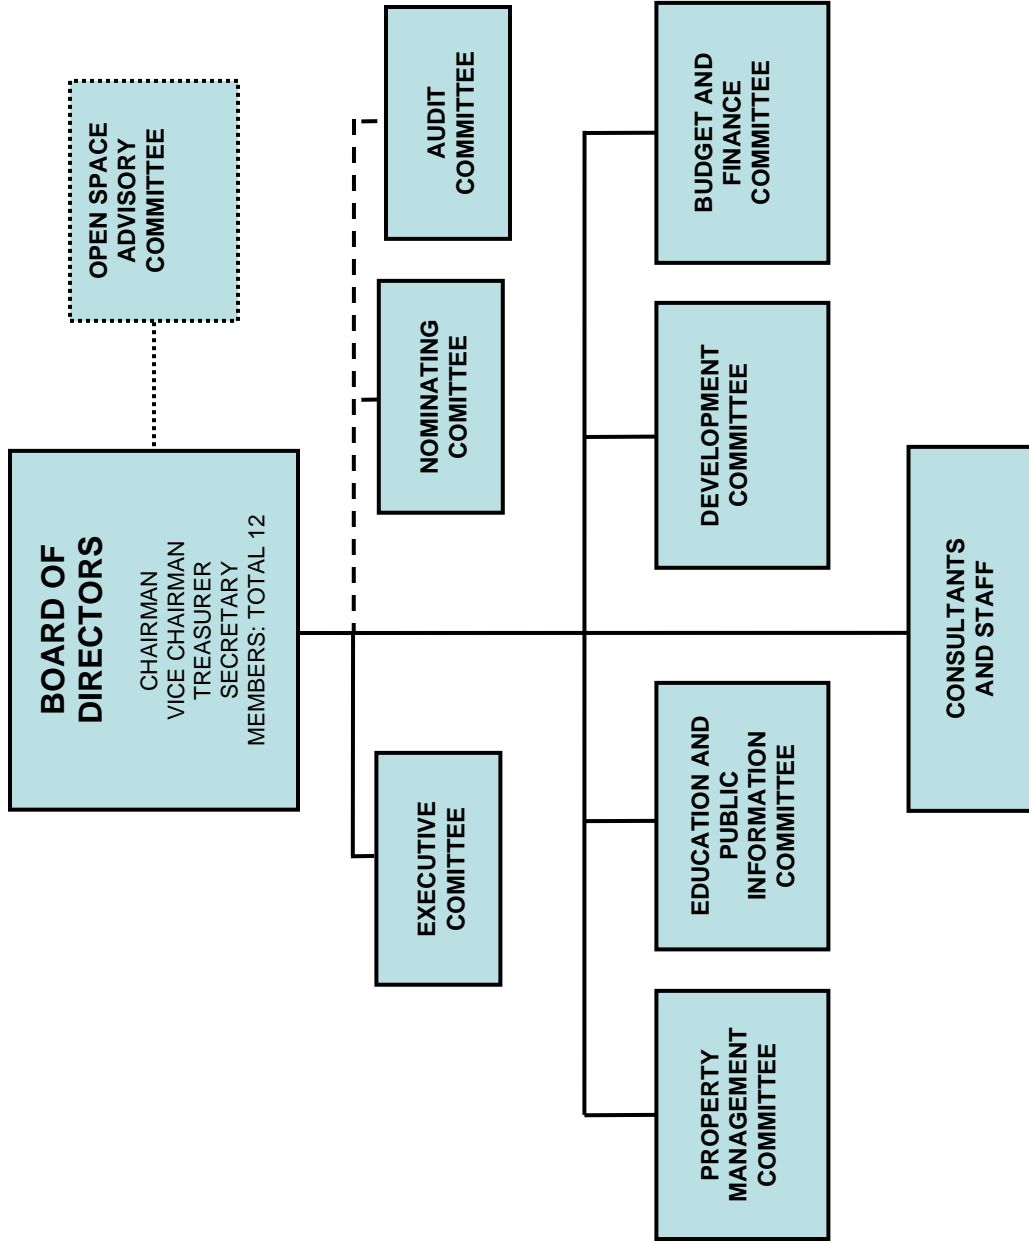 BOARD OF
DIRECTORS
CHAIRMAN
VICE CHAIRMAN
TREASURER
SECRETARY
MEMBERS: TOTAL 12
OPEN SPACE
ADVISORY
COMMITTEE
EXECUTIVE
COMITTEE
NOMINATING
COMITTEE
AUDIT
COMMITTEE
PROPERTY
MANAGEMENT
COMMITTEE
EDUCATION AND
PUBLIC
INFORMATION
COMMITTEE
DEVELOPMENT
COMMITTEE
BUDGET AND
FINANCE
COMMITTEE
CONSULTANTS
AND STAFF